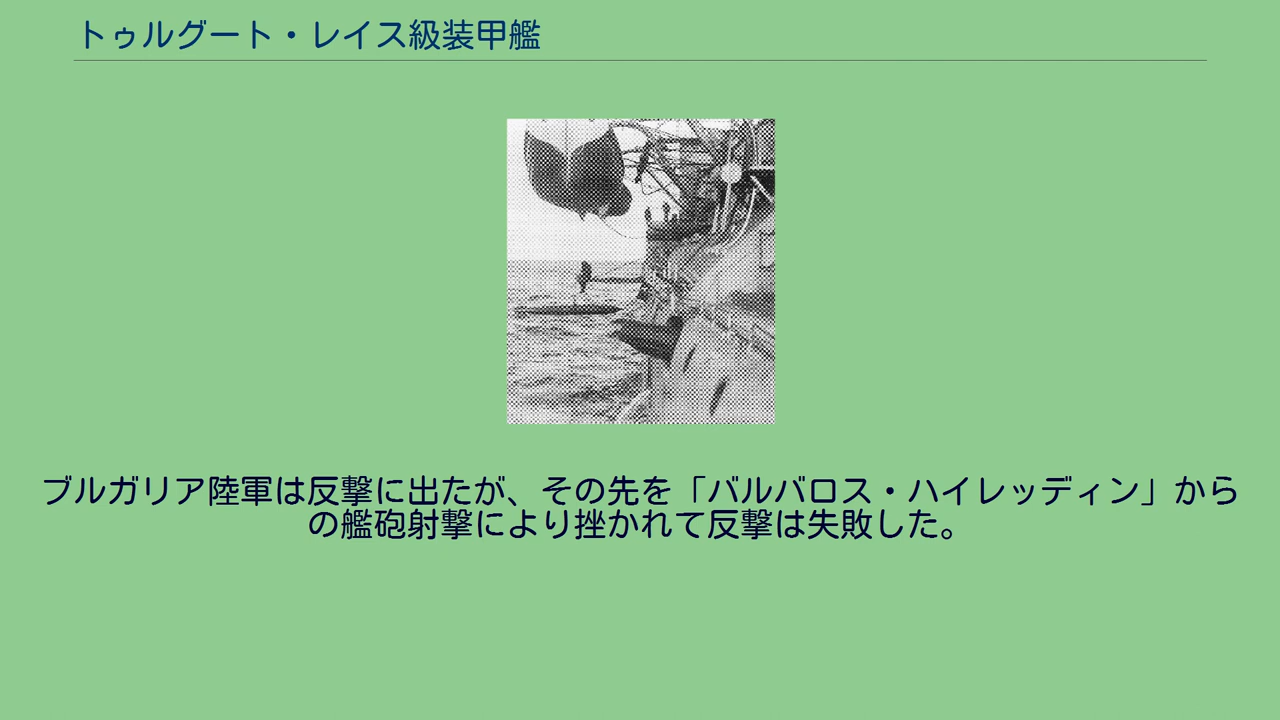 トゥルグート・レイス級装甲艦
ブルガリア陸軍は反撃に出たが、その先を「バルバロス・ハイレッディン」から
の艦砲射撃により挫かれて反撃は失敗した。